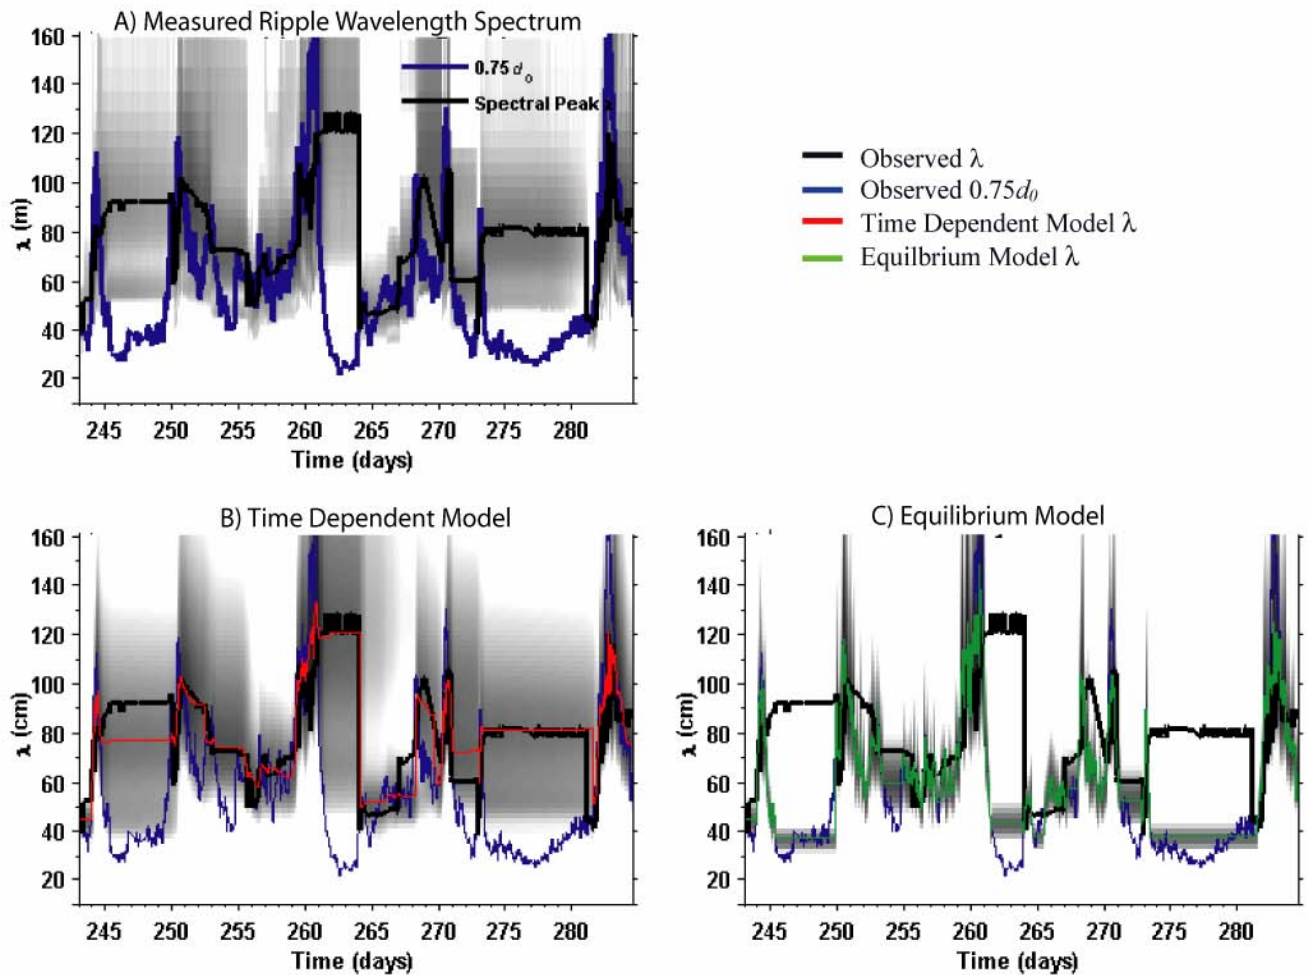 A) Measured Ripple Wavelength Spectrum
160
140
120
100
80
60
40
20
λ (m)
0.75 d o
Spectral Peak λ
245 250 255 260 265 270 275 280
Time (days)
Observed λ
Observed 0.75d0
Time Dependent Model λ
Equilbrium Model λ
B) Time Dependent Model
160
140
120
100
80
60
40
20
λ (cm)
245 250 255 260 265 270 275 280
Time (days)
C) Equilibrium Model
160
140
120
100
80
60
40
20
λ (cm)
245 250 255 260 265 270 275 280
Time (days)